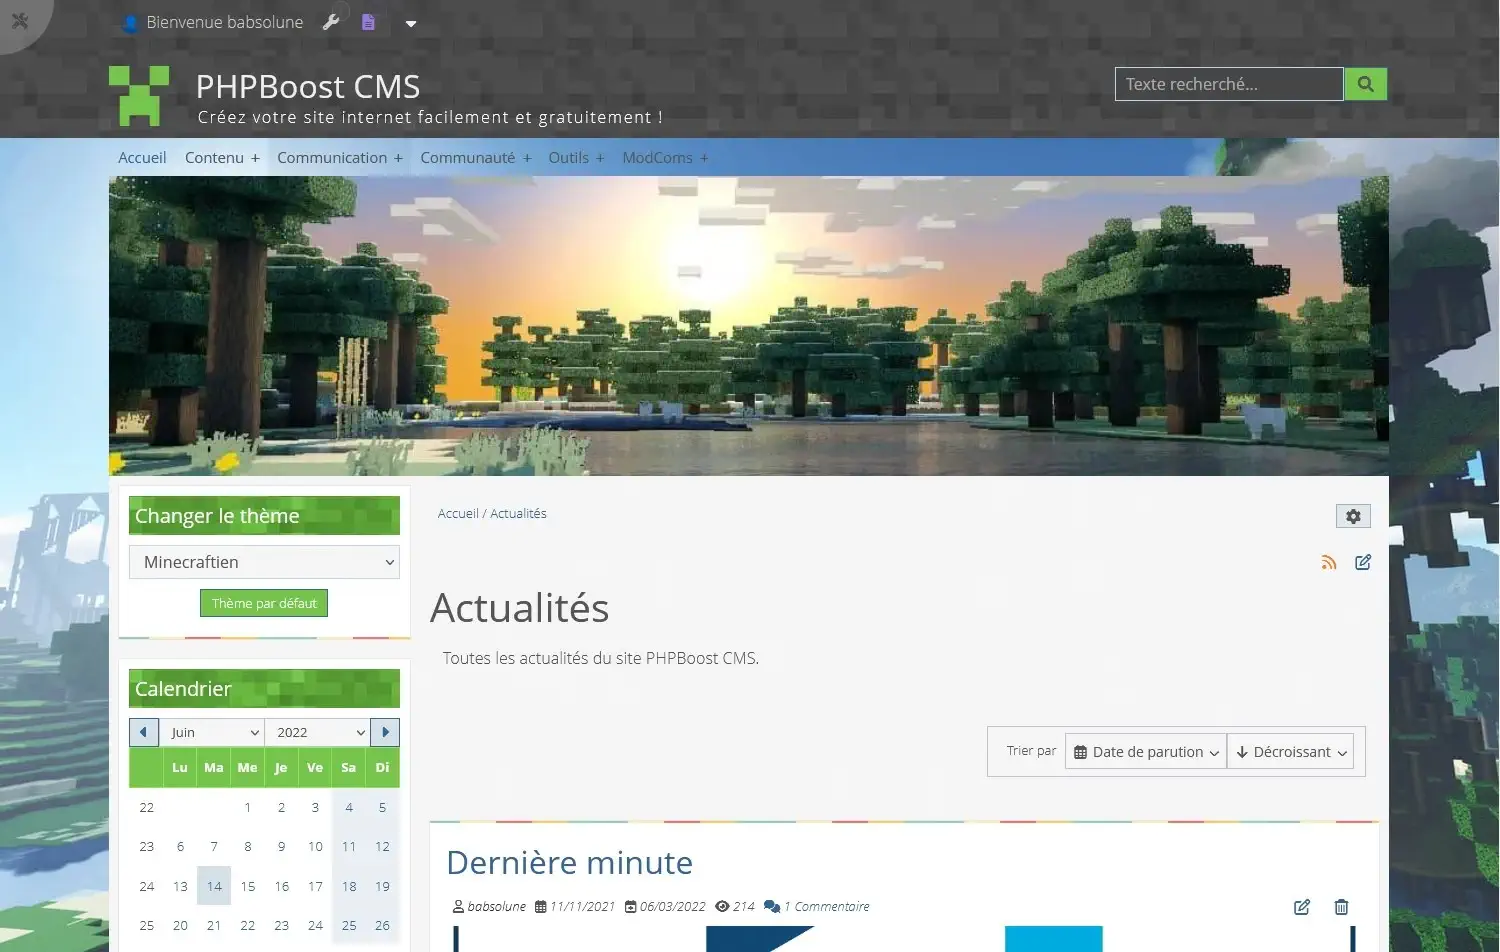 Bienvenue babsolune
PHPBoost CMS
Créez votre site internet facilement et gratuitement !
Texte recherché...
Accueil Contenu + Communication + Communauté + Outils + ModComs +
Changer le thème
Minecraftien
Thème par défaut
Calendrier
Juin 2022
Lu Ma Me Je Ve Sa Di
22 1 2 3 4 5
23 6 7 8 9 10 11 12
24 13 14 15 16 17 18 19
25 20 21 22 23 24 25 26
Accueil / Actualités
Actualités
Toutes les actualités du site PHPBoost CMS.
Trier par Date de parution Décroissant
Dernière minute
babsolune 11/11/2021 06/03/2022 214 1 Commentaire